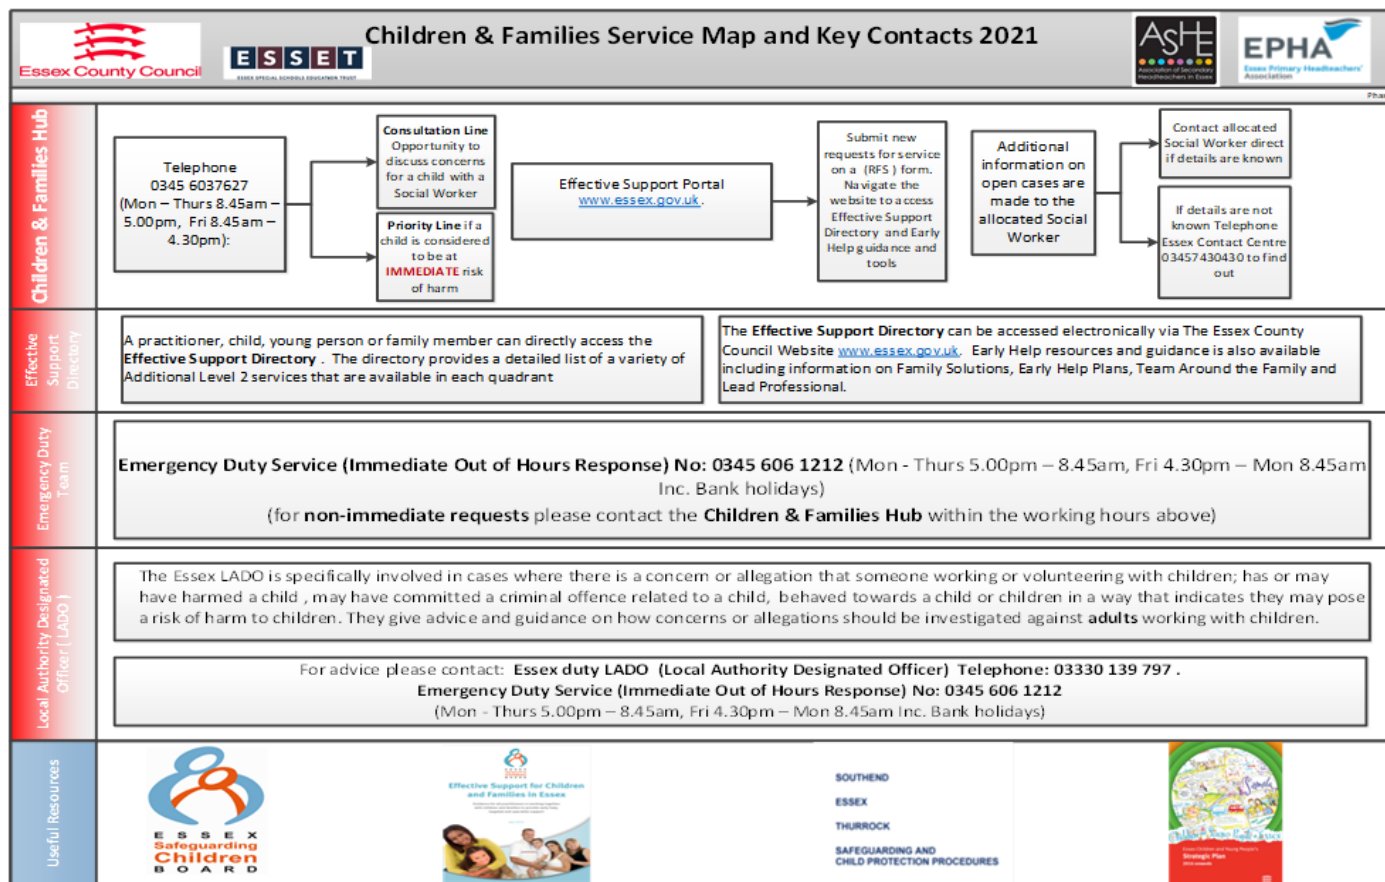 Children & Families Service Map and Key Contacts 2021
Essex County Council
ESSET
ESSEX SPECIAL SCHOOLS EDUCATION TRUST
ASHE
Association of Secondary
Headteachers in Essex
EPHA
Essex Primary Headteachers'
Association
Children & Families Hub
Telephone
0345 6037627
(Mon – Thurs 8.45am –
5.00pm, Fri 8.45am –
4.30pm):
Consultation Line
Opportunity to
discuss concerns
for a child with a
Social Worker
Priority Line if a
child is considered
to be at
IMMEDIATE risk
of harm
Effective Support Portal
www.essex.gov.uk .
Submit new
requests for service
on a (RFS ) form.
Navigate the
website to access
Effective Support
Directory and Early
Help guidance and
tools
Additional
information on
open cases are
made to the
allocated Social
Worker
Contact allocated
Social Worker direct
if details are known
If details are not
known Telephone
Essex Contact Centre
03457430430 to find
out
Effective
Support
Directory
A practitioner, child, young person or family member can directly access the
Effective Support Directory . The directory provides a detailed list of a variety of
Additional Level 2 services that are available in each quadrant
The Effective Support Directory can be accessed electronically via The Essex County
Council Website www.essex.gov.uk. Early Help resources and guidance is also available
including information on Family Solutions, Early Help Plans, Team Around the Family and
Lead Professional.
Emergency Duty
Team
Emergency Duty Service (Immediate Out of Hours Response) No: 0345 606 1212 (Mon - Thurs 5.00pm – 8.45am, Fri 4.30pm – Mon 8.45am
Inc. Bank holidays)
(for non-immediate requests please contact the Children & Families Hub within the working hours above)
Local Authority Designated
Officer ( LADO )
The Essex LADO is specifically involved in cases where there is a concern or allegation that someone working or volunteering with children; has or may
have harmed a child , may have committed a criminal offence related to a child, behaved towards a child or children in a way that indicates they may pose
a risk of harm to children. They give advice and guidance on how concerns or allegations should be investigated against adults working with children.
For advice please contact: Essex duty LADO (Local Authority Designated Officer) Telephone: 03330 139 797 .
Emergency Duty Service (Immediate Out of Hours Response) No: 0345 606 1212
(Mon - Thurs 5.00pm – 8.45am, Fri 4.30pm – Mon 8.45am Inc. Bank holidays)
Useful Resources
ESSEX
Safeguarding
Children
BOARD
Effective Support for Children
and Families in Essex
SOUTHEND
ESSEX
THURROCK
SAFEGUARDING AND
CHILD PROTECTION PROCEDURES
Essex Children and Young People's
Strategic Plan